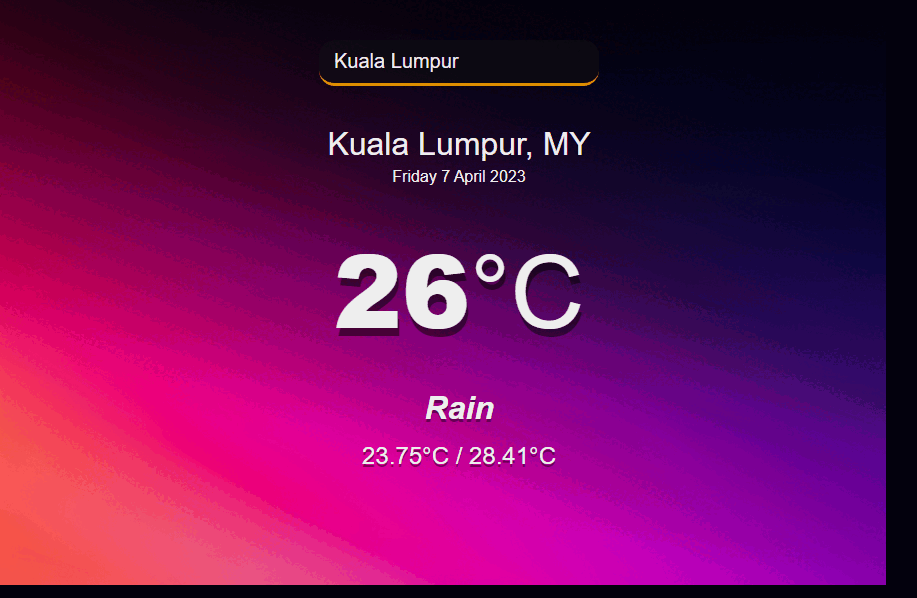 Kuala Lumpur
Kuala Lumpur, MY
Friday 7 April 2023
26°C
Rain
23.75°C / 28.41°C